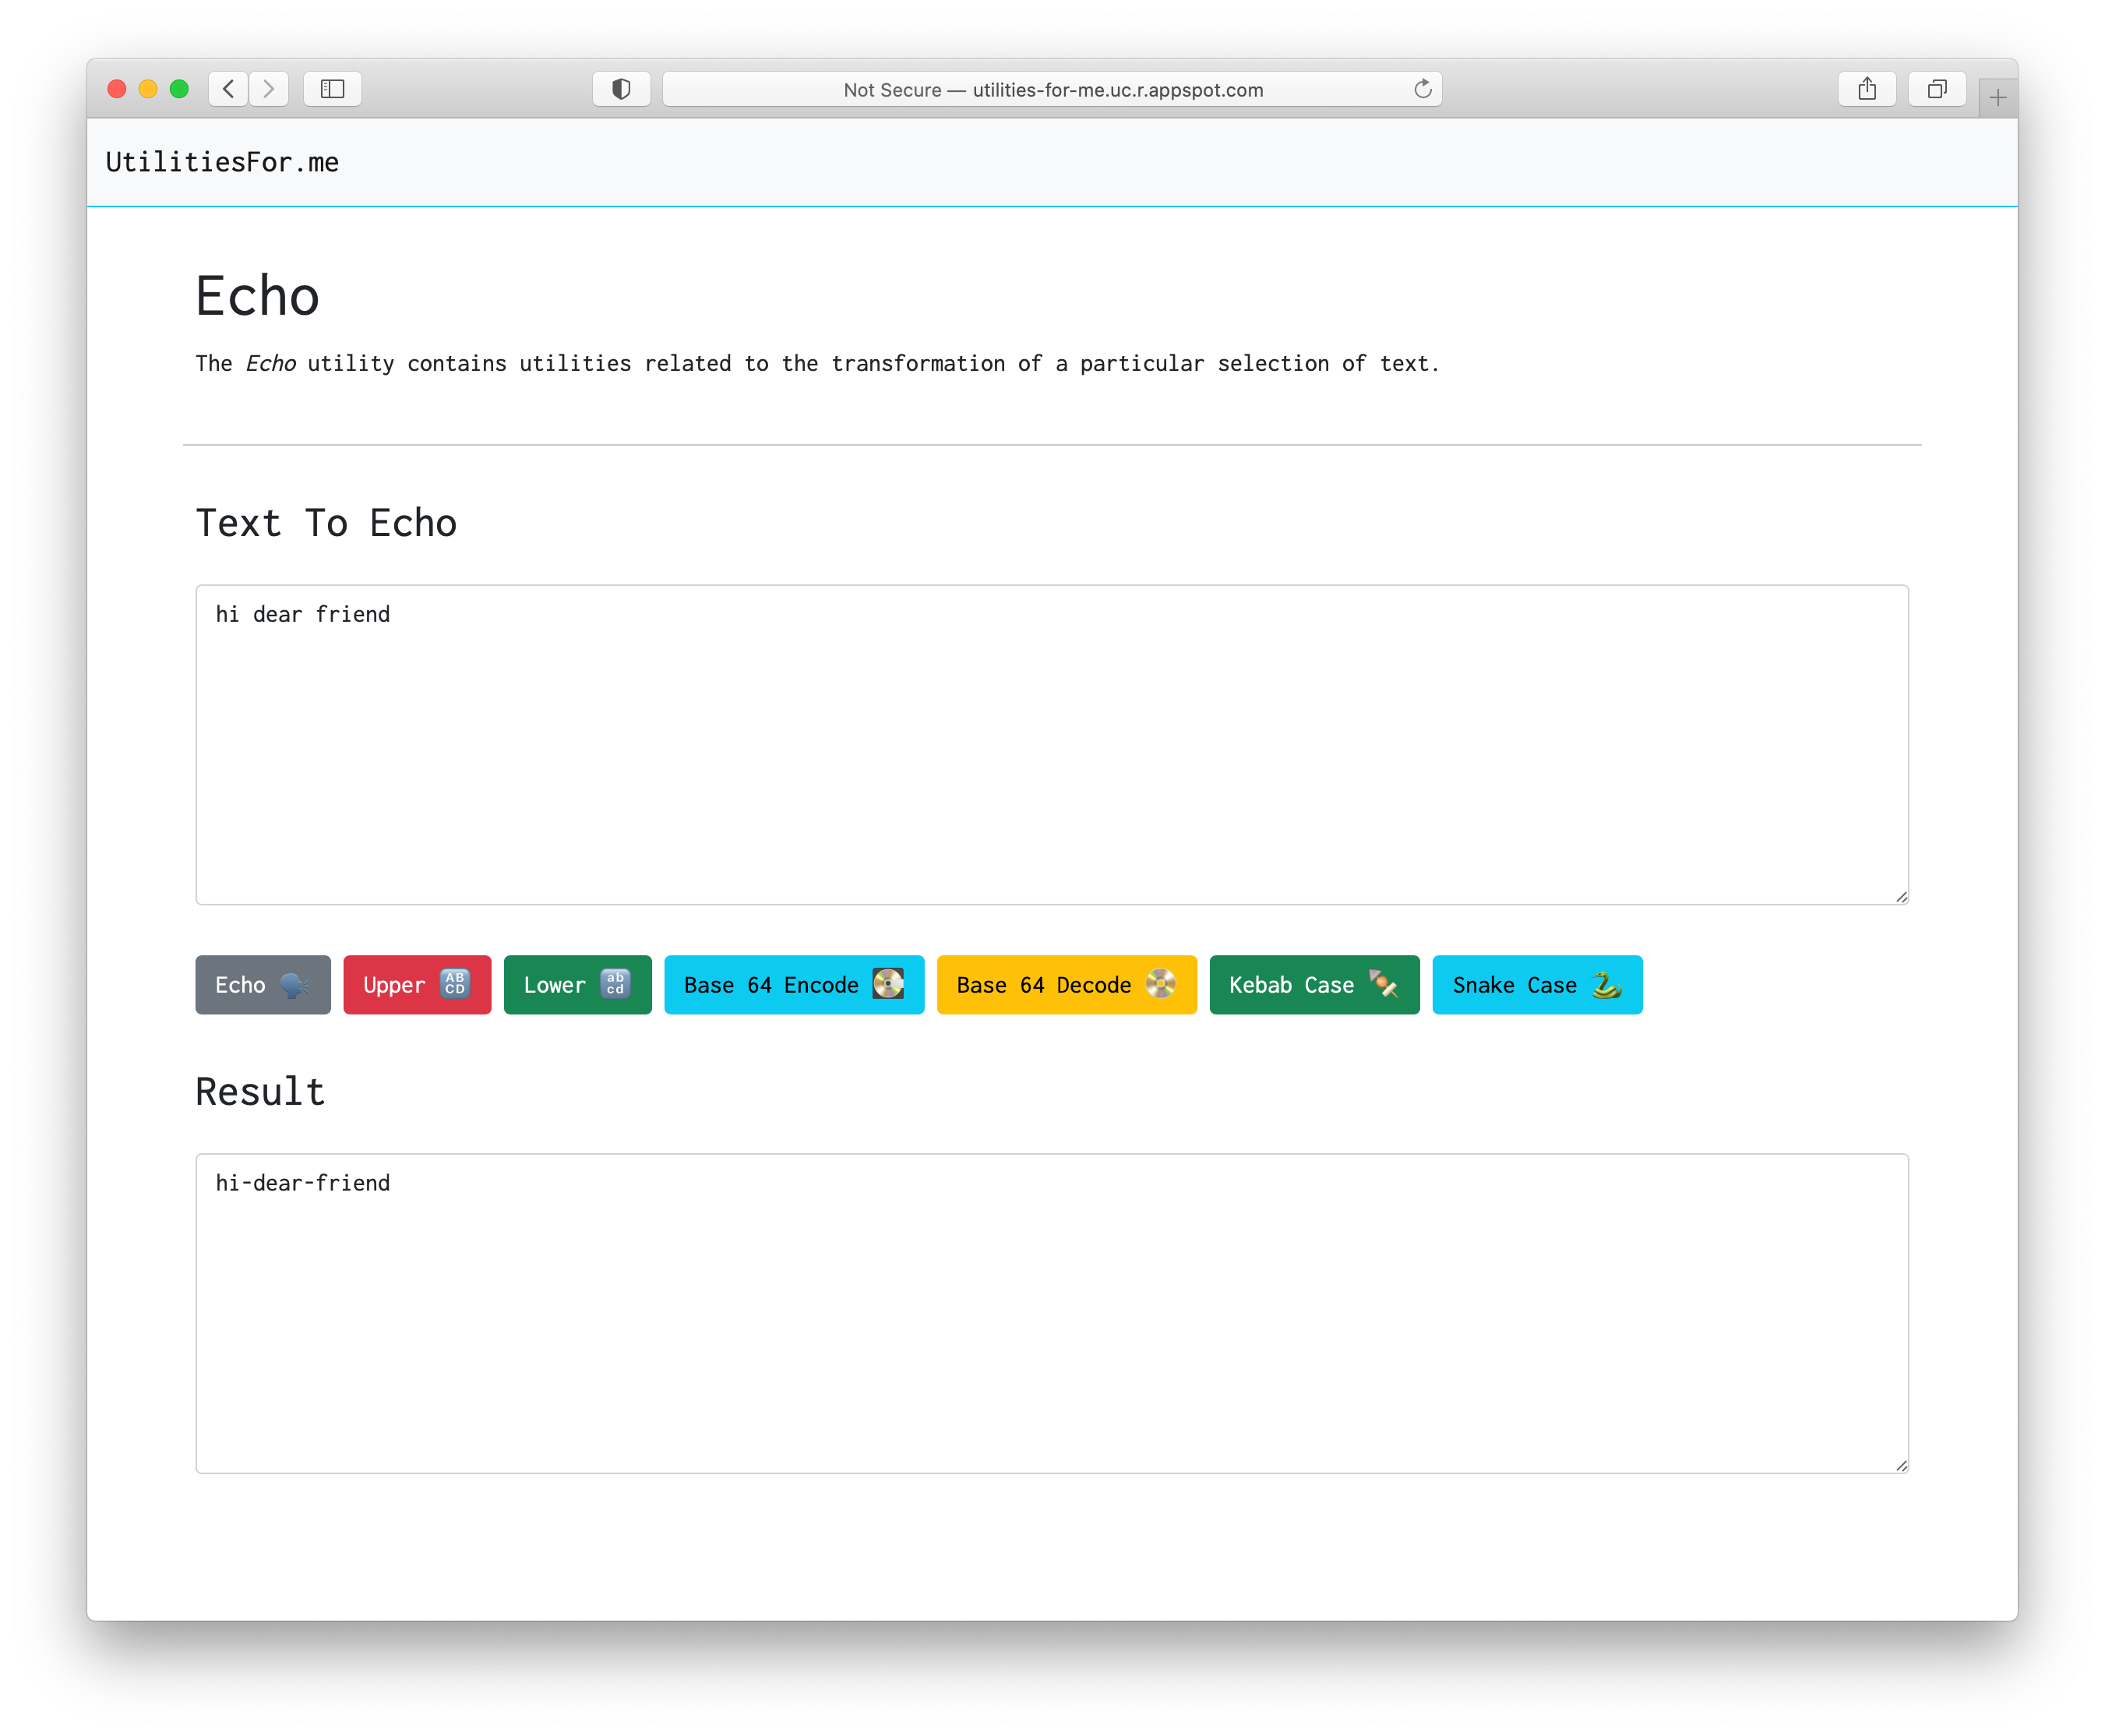 Not Secure — utilities-for-me.uc.r.appspot.com
UtilitiesFor.me
Echo
The Echo utility contains utilities related to the transformation of a particular selection of text.
Text To Echo
hi dear friend
Echo 🗣 Upper 🔠 Lower 🔡 Base 64 Encode 💽 Base 64 Decode 📀 Kebab Case 🍢 Snake Case 🐍
Result
hi-dear-friend